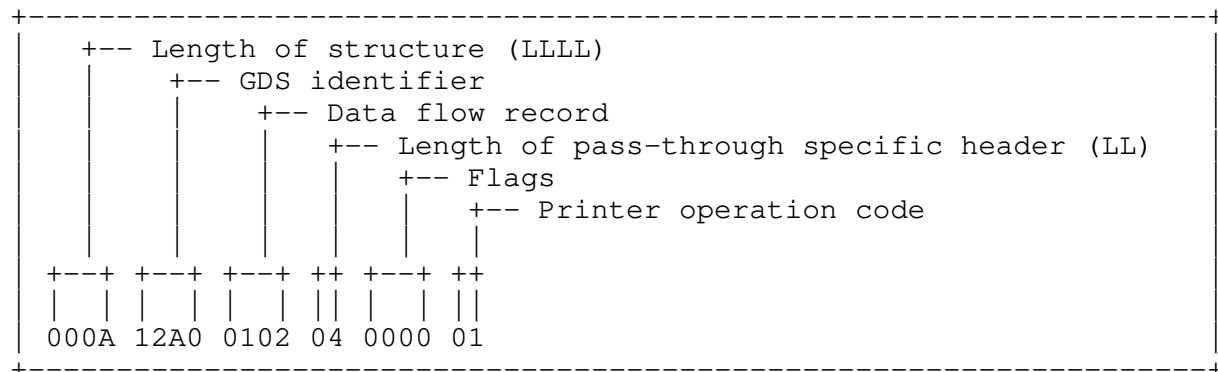 Length of structure (LLLL)
GDS identifier
Data flow record
Length of pass-through specific header (LL)
Flags
Printer operation code
000A 12A0 0102 04 0000 01